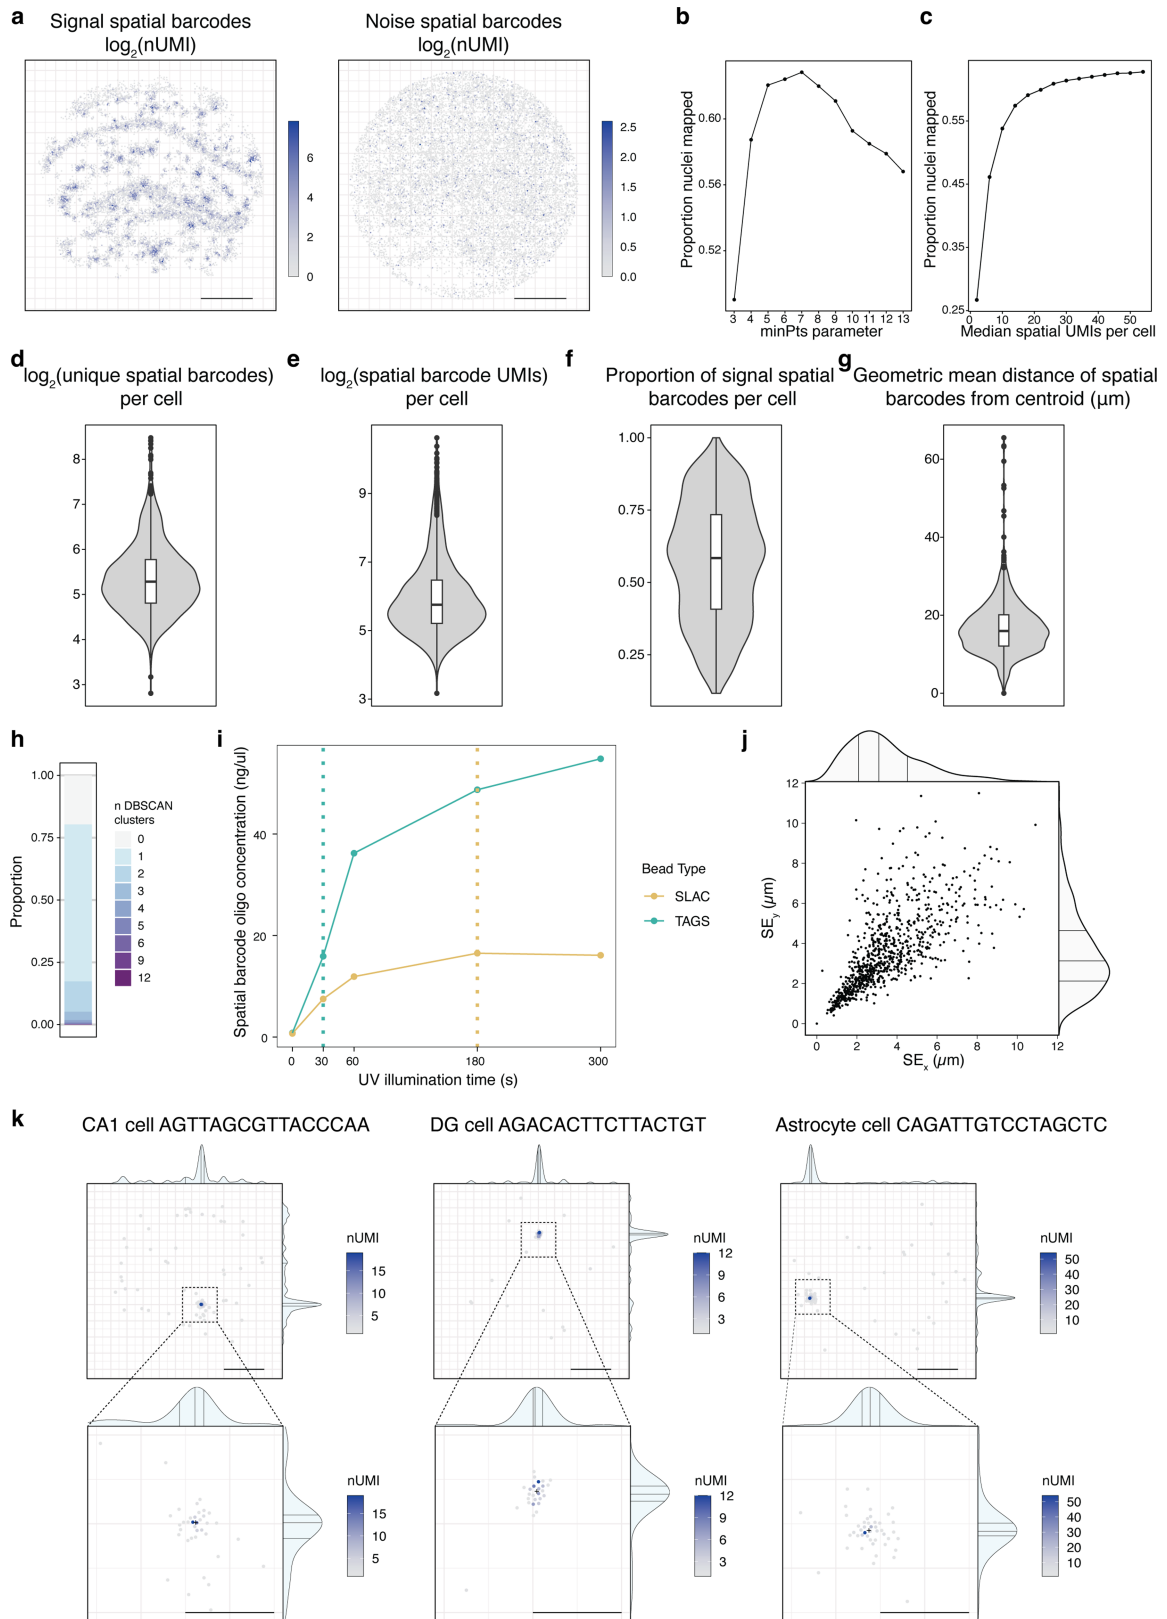 a
Signal spatial barcodes
log2(nUMI)
6
4
2
0
Noise spatial barcodes
log2(nUMI)
2.5
2.0
1.5
1.0
0.5
0.0
b
Proportion nuclei mapped
0.60
0.56
0.52
3 4 5 6 7 8 9 10 11 12 13
minPts parameter
c
Proportion nuclei mapped
0.55
0.45
0.35
0.25
0 10 20 30 40 50
Median spatial UMIs per cell
d
log2(unique spatial barcodes)
per cell
8
7
6
5
4
3
e
log2(spatial barcode UMIs)
per cell
9
7
5
3
f
Proportion of signal spatial
barcodes per cell
1.00
0.75
0.50
0.25
g
Geometric mean distance of spatial
barcodes from centroid (µm)
60
40
20
0
h
Proportion
1.00
0.75
0.50
0.25
0.00
n DBSCAN
clusters
0
1
2
3
4
5
6
9
12
i
Spatial barcode oligo concentration (ng/ul)
40
20
0
0 30 60 180 300
UV illumination time (s)
Bead Type
SLAC
TAGS
j
SEy (µm)
12
10
8
6
4
2
0
0 2 4 6 8 10 12
SEx (µm)
k
CA1 cell AGTTAGCGTTACCCAA
nUMI
15
10
5
nUMI
15
10
5
DG cell AGACACTTCTTACTGT
nUMI
12
9
6
3
nUMI
12
9
6
3
Astrocyte cell CAGATTGTCCTAGCTC
nUMI
50
40
30
20
10
nUMI
50
40
30
20
10